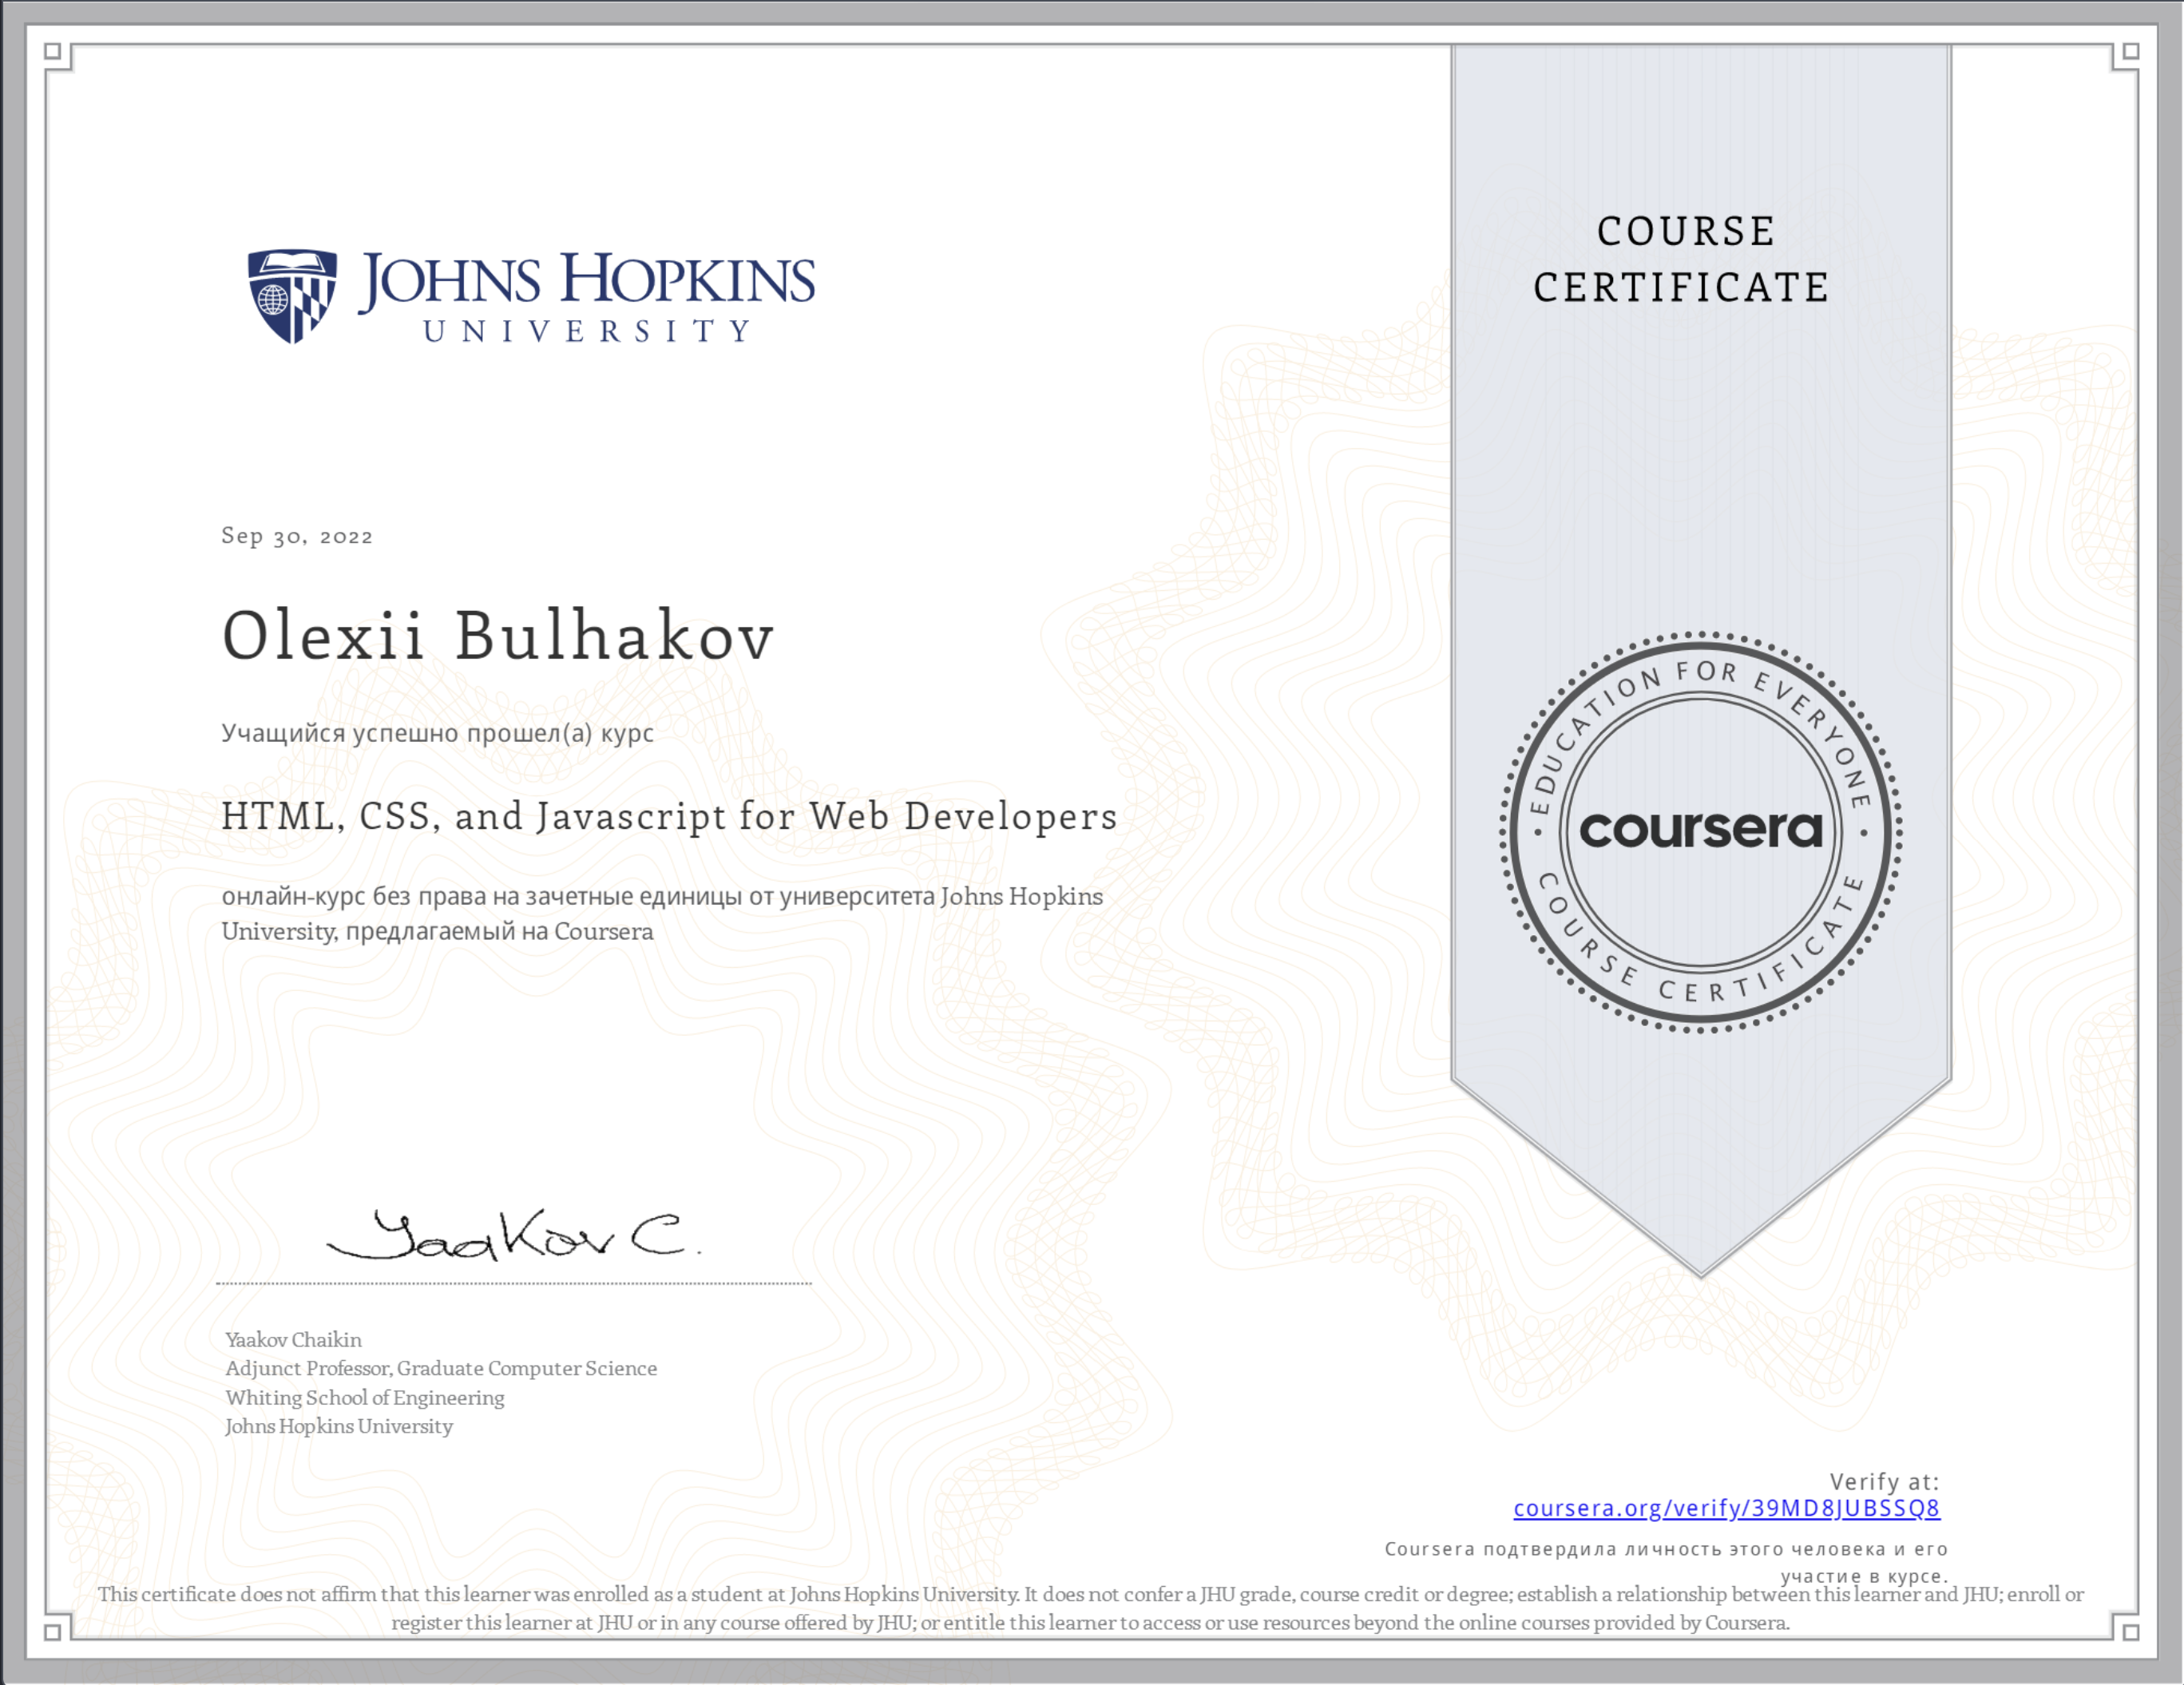 JOHNS HOPKINS
UNIVERSITY
COURSE
CERTIFICATE
Sep 30, 2022
Olexii Bulhakov
Учащийся успешно прошел(а) курс
HTML, CSS, and Javascript for Web Developers
онлайн-курс без права на зачетные единицы от университета Johns Hopkins
University, предлагаемый на Coursera
EDUCATION FOR EVERYONE
coursera
COURSE CERTIFICATE
Yaakov C.
Yaakov Chaikin
Adjunct Professor, Graduate Computer Science
Whiting School of Engineering
Johns Hopkins University
Verify at:
coursera.org/verify/39MD8JUBSSQ8
Coursera подтвердила личность этого человека и его
участие в курсе.
This certificate does not affirm that this learner was enrolled as a student at Johns Hopkins University. It does not confer a JHU grade, course credit or degree; establish a relationship between this learner and JHU; enroll or
register this learner at JHU or in any course offered by JHU; or entitle this learner to access or use resources beyond the online courses provided by Coursera.